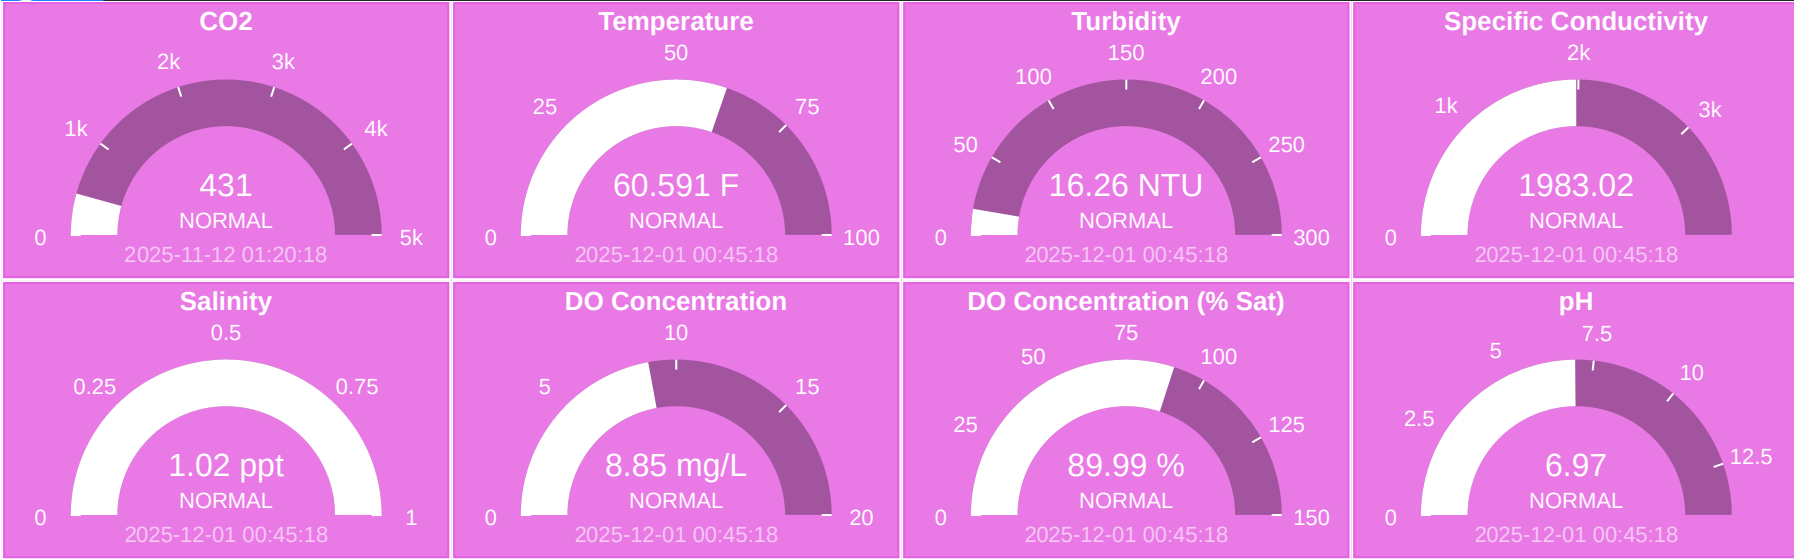 CO2
2k
3k
1k
4k
431
NORMAL
0
5k
2025-11-12 01:20:18
Temperature
50
25
75
60.591 F
NORMAL
0
100
2025-12-01 00:45:18
Turbidity
150
100
200
50
250
16.26 NTU
NORMAL
0
300
2025-12-01 00:45:18
Specific Conductivity
2k
1k
3k
1983.02
NORMAL
0
2025-12-01 00:45:18
Salinity
0.5
0.25
0.75
1.02 ppt
NORMAL
0
1
2025-12-01 00:45:18
DO Concentration
10
5
15
8.85 mg/L
NORMAL
0
20
2025-12-01 00:45:18
DO Concentration (% Sat)
75
50
100
25
125
89.99 %
NORMAL
0
150
2025-12-01 00:45:18
pH
7.5
5
10
2.5
12.5
6.97
NORMAL
0
2025-12-01 00:45:18